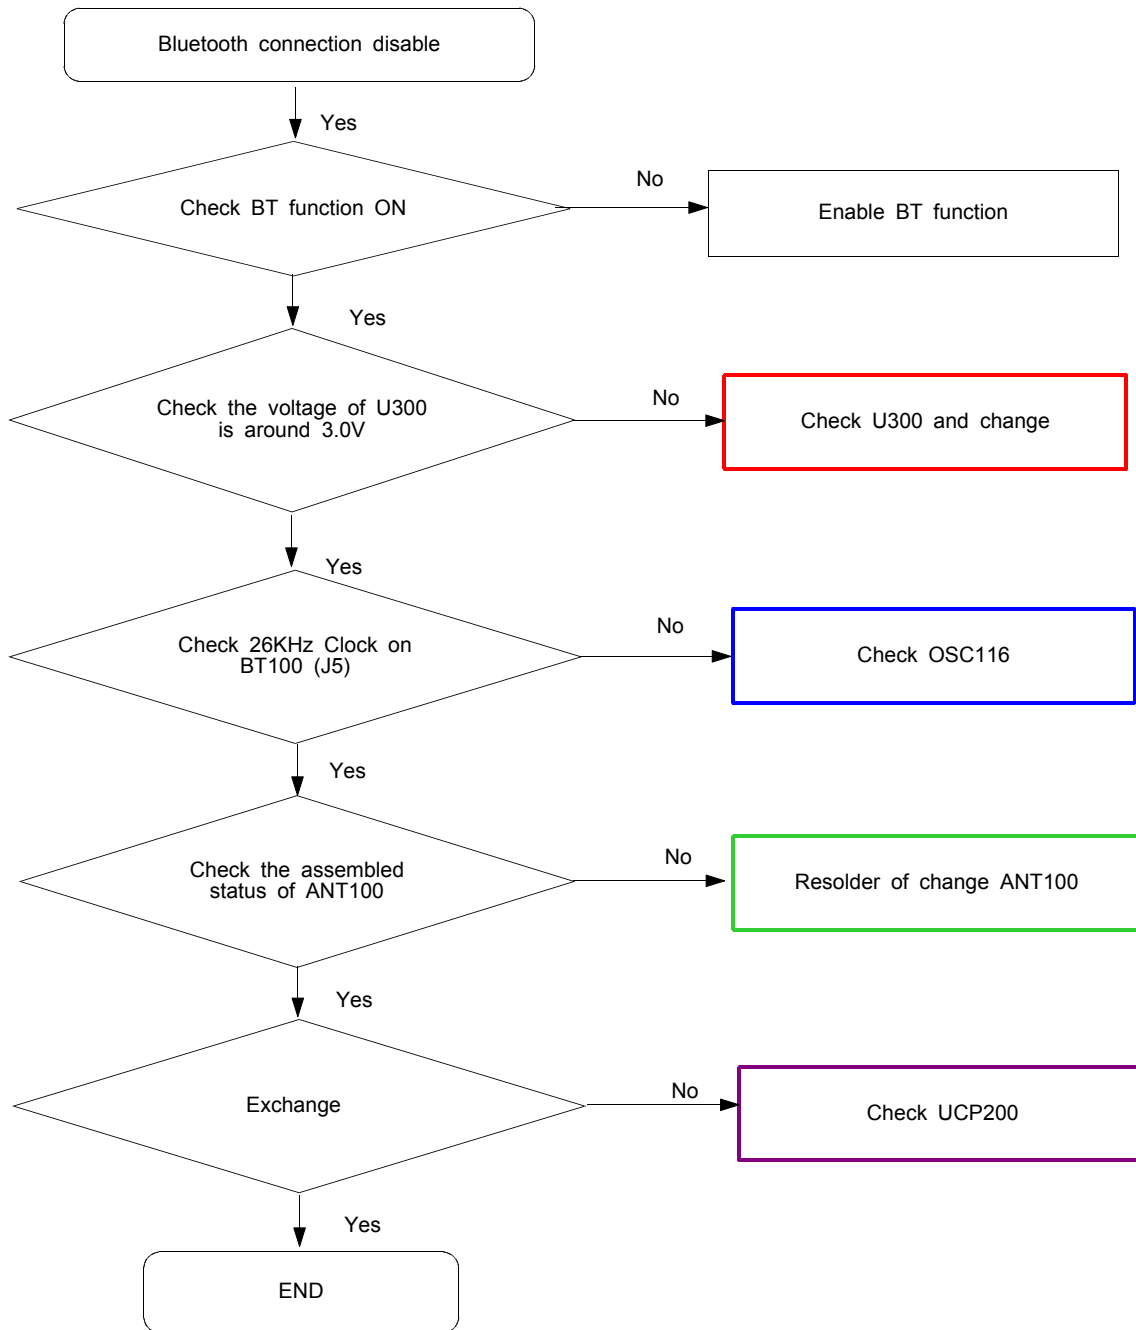 Bluetooth connection disable
Yes
Check BT function ON
No
Enable BT function
Yes
Check the voltage of U300
is around 3.0V
No
Check U300 and change
Yes
Check 26KHz Clock on
BT100 (J5)
No
Check OSC116
Yes
Check the assembled
status of ANT100
No
Resolder of change ANT100
Yes
Exchange
No
Check UCP200
Yes
END